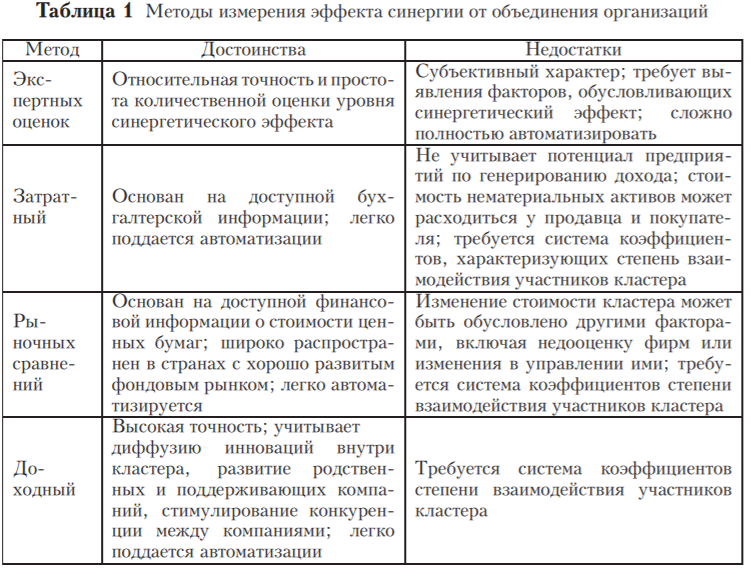 Таблица 1 Методы измерения эффекта синергии от объединения организаций
Метод
Достоинства
Недостатки
Экс-
пертных
оценок
Относительная точность и просто-
та количественной оценки уровня
синергетического эффекта
Субъективный характер; требует вы-
явления факторов, обусловливающих
синергетический эффект; сложно
полностью автоматизировать
Затрат-
ный
Основан на доступной бух-
галтерской информации; легко
поддается автоматизации
Не учитывает потенциал предприя-
тий по генерированию дохода; стои-
мость нематериальных активов может
расходиться у продавца и покупате-
ля; требуется система коэффициен-
тов, характеризующих степень взаи-
модействия участников кластера
Ры-
ночных
сравне-
ний
Основан на доступной финансо-
вой информации о стоимости цен-
ных бумаг; широко распростра-
нен в странах с хорошо развитым
фондовым рынком; легко автома-
тизируется
Изменение стоимости кластера может
быть обусловлено другими фактора-
ми, включая недооценку фирм или
изменения в управлении ими; требу-
ется система коэффициентов степени
взаимодействия участников кластера
До-
ходный
Высокая точность; учитывает
диффузию инноваций внутри
кластера, развитие родствен-
ных и поддерживающих компа-
ний, стимулирование конкурен-
ции между компаниями; легко
поддается автоматизации
Требуется система коэффициентов
степени взаимодействия участников
кластера